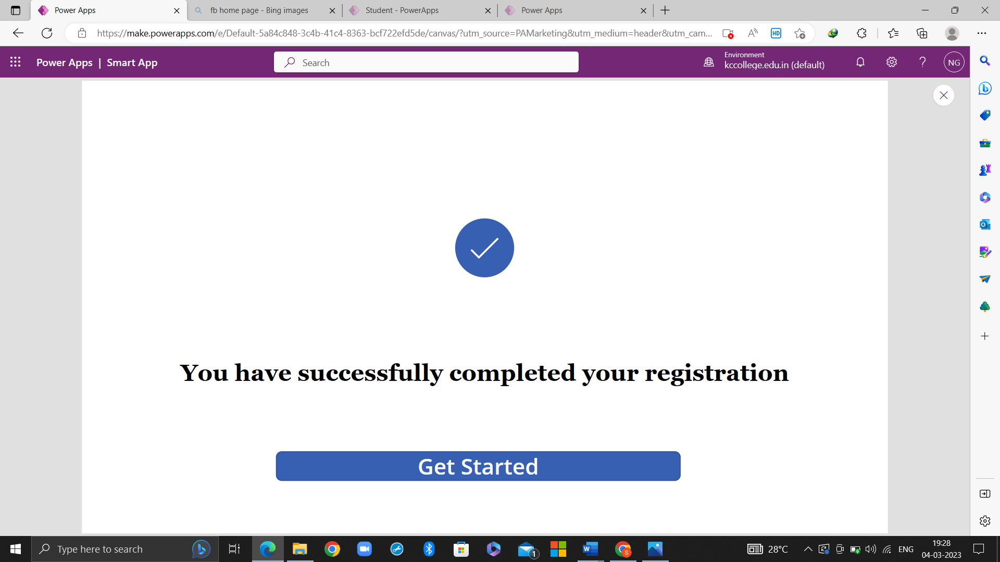 Power Apps
fb home page - Bing images
Student - PowerApps
Power Apps
https://make.powerapps.com/e/Default-5a84c848-3c4b-41c4-8363-bcf722efd5de/canvas/?utm_source=PAMarketing&utm_medium=header&utm_cam...
HD
Power Apps | Smart App
Search
Environment
kccollege.edu.in (default)
NG
You have successfully completed your registration
Get Started
Type here to search
1
28°C
ENG
19:28
04-03-2023